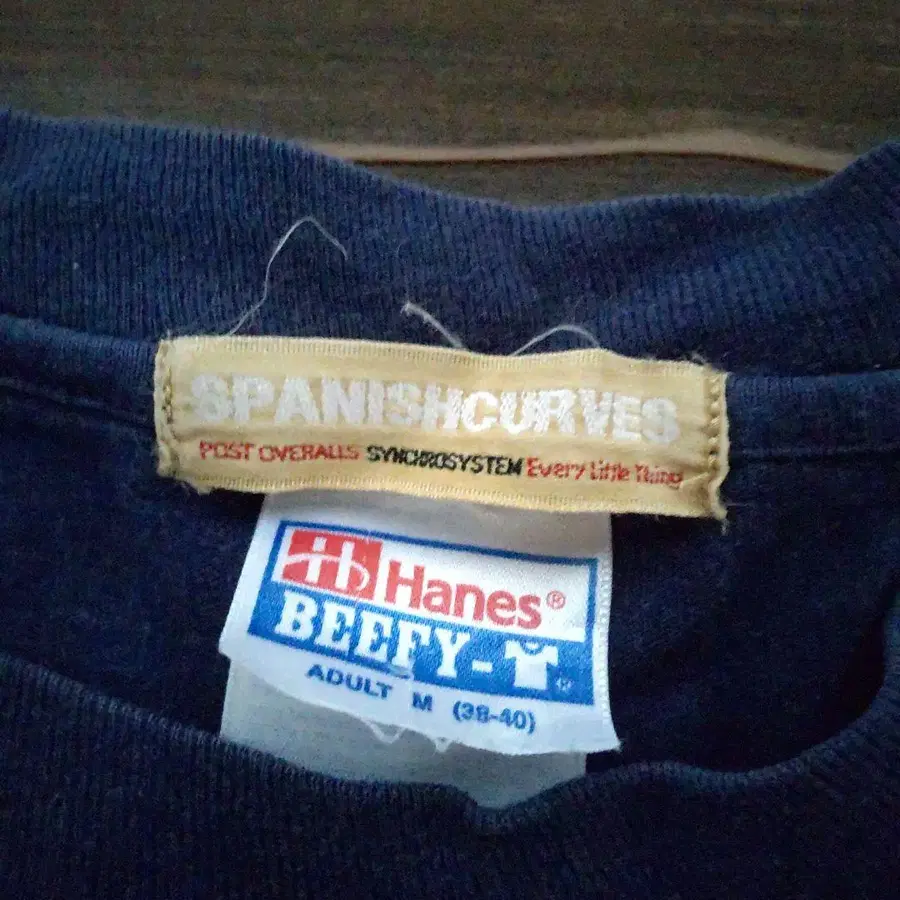 SPANISHCURVES
POST OVERALLS SYNCHROSYSTEM Every Little Thing
Hanes®
BEEFY-T®
ADULT M (38-40)